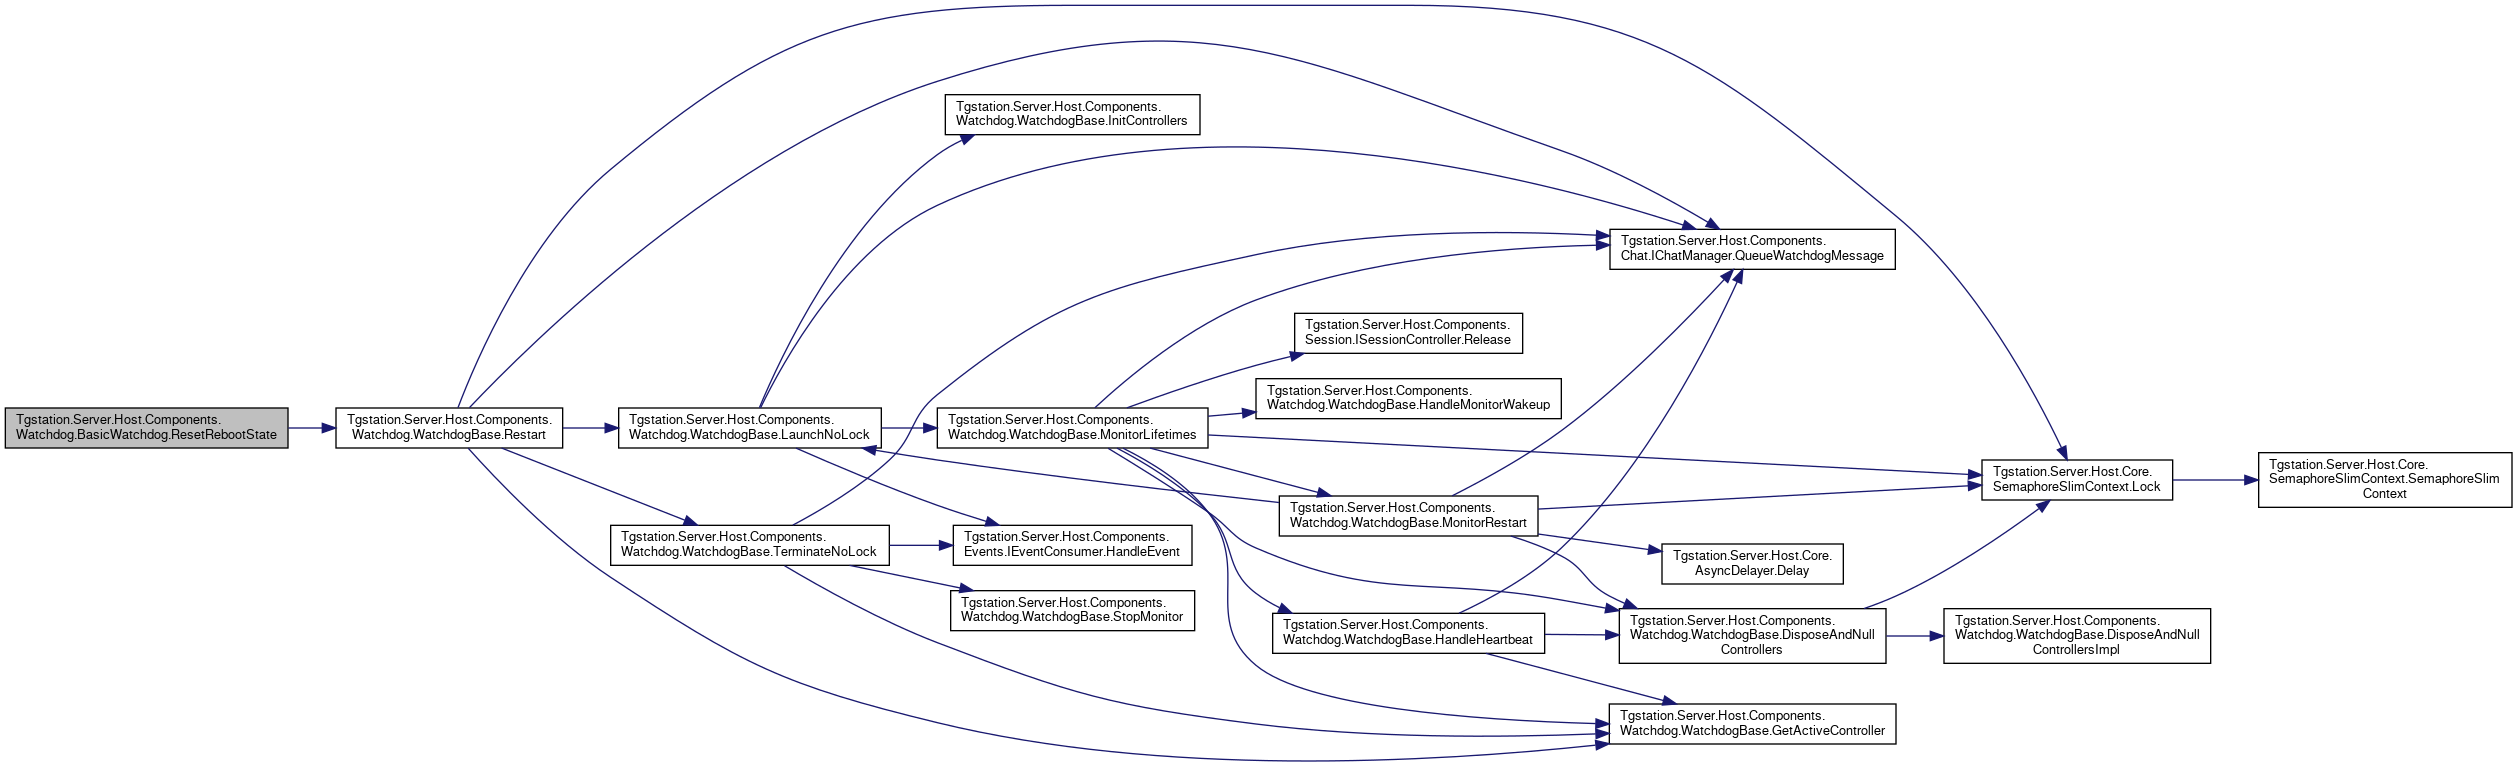 Tgstation.Server.Host.Components.
Watchdog.BasicWatchdog.ResetRebootState
Tgstation.Server.Host.Components.
Watchdog.WatchdogBase.Restart
Tgstation.Server.Host.Components.
Watchdog.WatchdogBase.LaunchNoLock
Tgstation.Server.Host.Components.
Watchdog.WatchdogBase.TerminateNoLock
Tgstation.Server.Host.Components.
Watchdog.WatchdogBase.InitControllers
Tgstation.Server.Host.Components.
Watchdog.WatchdogBase.MonitorLifetimes
Tgstation.Server.Host.Components.
Events.IEventConsumer.HandleEvent
Tgstation.Server.Host.Components.
Watchdog.WatchdogBase.StopMonitor
Tgstation.Server.Host.Components.
Session.ISessionController.Release
Tgstation.Server.Host.Components.
Watchdog.WatchdogBase.HandleMonitorWakeup
Tgstation.Server.Host.Components.
Watchdog.WatchdogBase.MonitorRestart
Tgstation.Server.Host.Components.
Watchdog.WatchdogBase.HandleHeartbeat
Tgstation.Server.Host.Components.
Chat.IChatManager.QueueWatchdogMessage
Tgstation.Server.Host.Core.
AsyncDelayer.Delay
Tgstation.Server.Host.Components.
Watchdog.WatchdogBase.DisposeAndNull
Controllers
Tgstation.Server.Host.Components.
Watchdog.WatchdogBase.GetActiveController
Tgstation.Server.Host.Core.
SemaphoreSlimContext.Lock
Tgstation.Server.Host.Components.
Watchdog.WatchdogBase.DisposeAndNull
ControllersImpl
Tgstation.Server.Host.Core.
SemaphoreSlimContext.SemaphoreSlim
Context